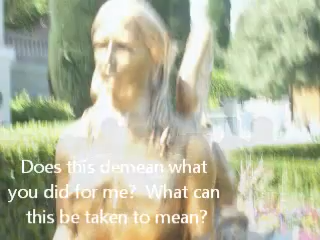 Does this demean what
you did for me?  What can
this be taken to mean?